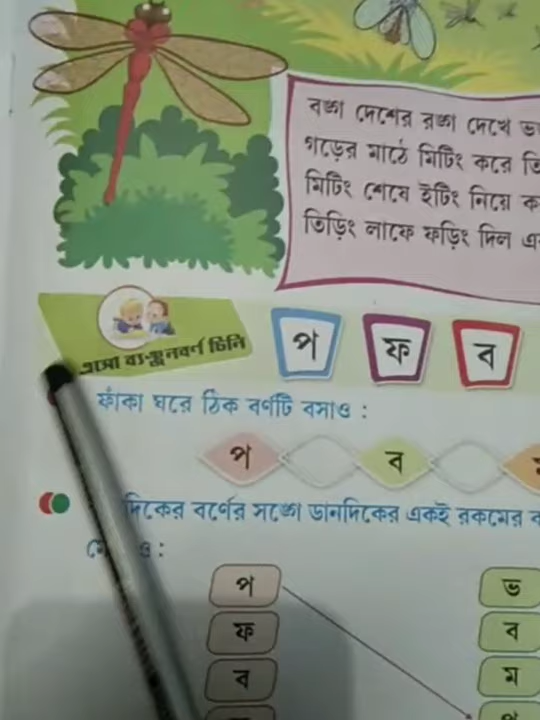 বঙ্গ দেশের রঙ্গ দেখে
গড়ের মাঠে মিটিং করে
মিটিং শেষে ইটিং নিয়ে
তিড়িং লাফে ফড়িং দিল
এসো ব্যঞ্জনবর্ণ চিনি
প ফ ব
ফাঁকা ঘরে ঠিক বর্ণটি বসাও :
প ব
দিকের বর্ণের সঙ্গে ডানদিকের একই রকমের
প ভ
ফ ব
ব ম